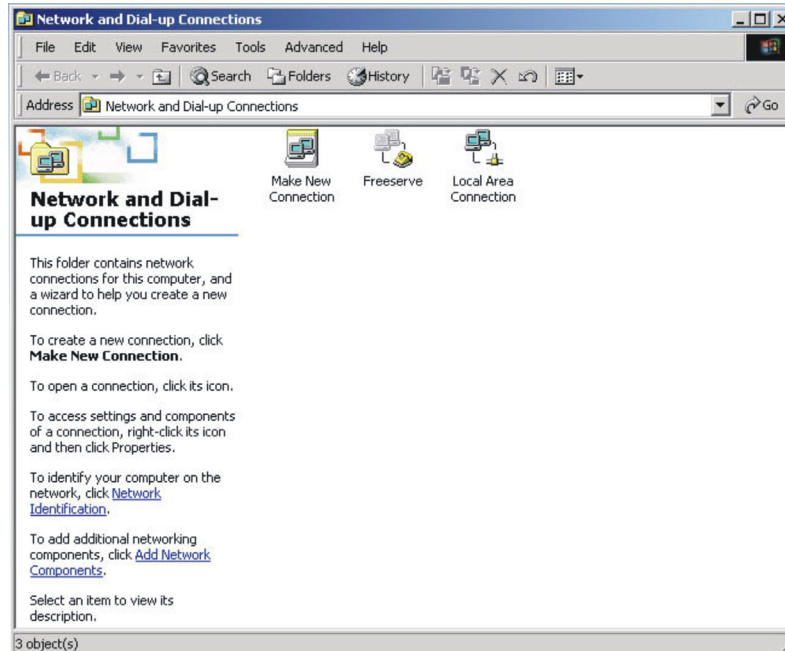 Network and Dial-up Connections
File Edit View Favorites Tools Advanced Help
Back Search Folders History
Address Network and Dial-up Connections Go
Make New
Connection
Freeserve
Local Area
Connection
Network and Dial-
up Connections
This folder contains network
connections for this computer, and
a wizard to help you create a new
connection.
To create a new connection, click
Make New Connection.
To open a connection, click its icon.
To access settings and components
of a connection, right-click its icon
and then click Properties.
To identify your computer on the
network, click Network
Identification.
To add additional networking
components, click Add Network
Components.
Select an item to view its
description.
3 object(s)